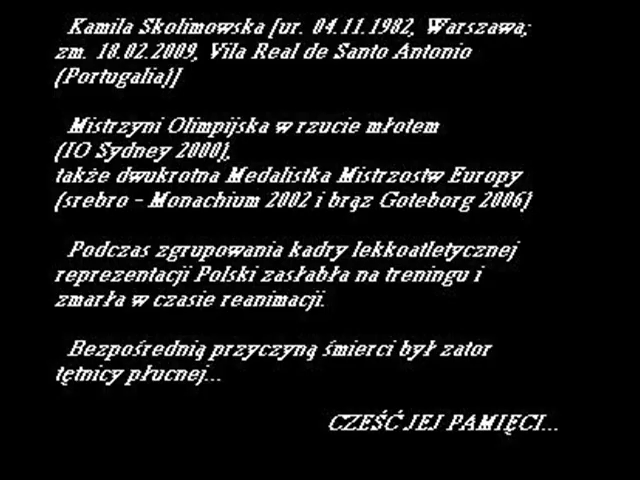 Kamila Skolimowska [ur. 04.11.1982, Warszawa;
zm. 18.02.2009, Vila Real de Santo Antonio
(Portugalia)]
Mistrzyni Olimpijska w rzucie młotem
(IO Sydney 2000),
także dwukrotna Medalistka Mistrzostw Europy
(srebro - Monachium 2002 i brąz Goteborg 2006)
Podczas zgrupowania kadry lekkoatletycznej
reprezentacji Polski zasłabła na treningu i
zmarła w czasie reanimacji.
Bezpośrednią przyczyną śmierci był zator
tętnicy płucnej...
CZEŚĆ JEJ PAMIĘCI...